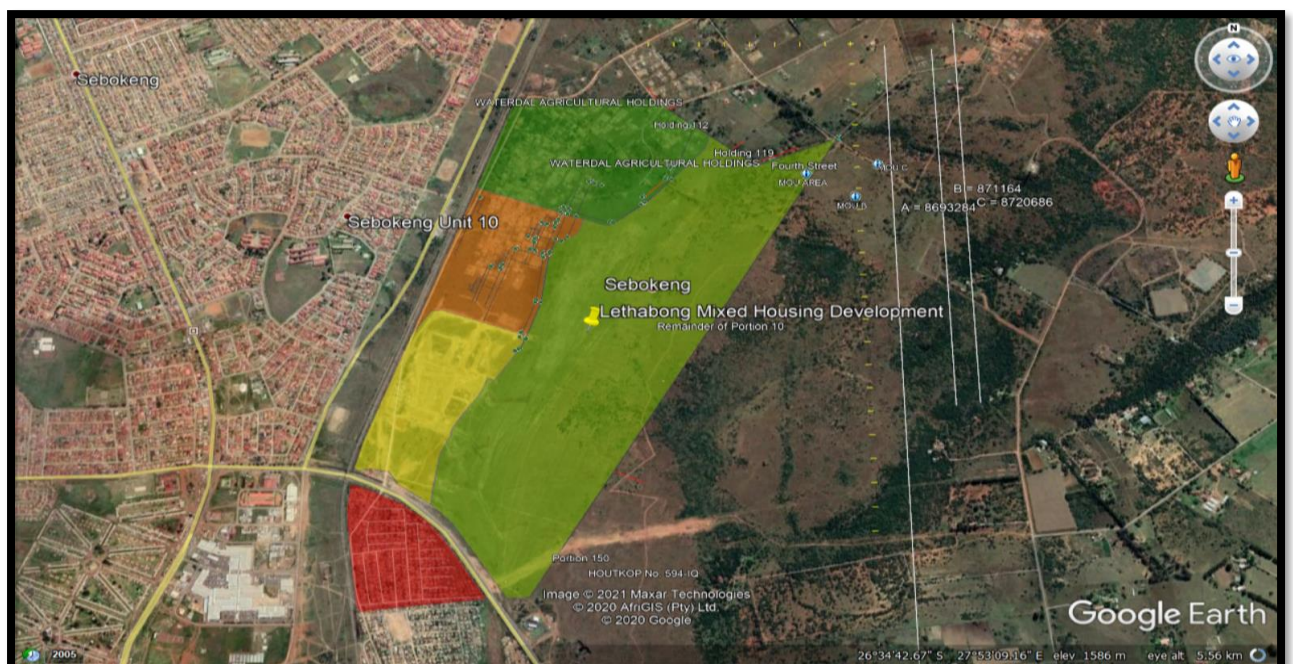 N
Sebokeng
WATERDAL AGRICULTURAL HOLDINGS
Holding 112
Holding 119
WATERDAL AGRICULTURAL HOLDINGS
Fourth Street
MOU C
MOU AREA
MOU B
B = 871164
A = 8693284
C = 8720686
Sebokeng Unit 10
Sebokeng
Lethabong Mixed Housing Development
Remainder of Portion 10
Portion 150
HOUTKOP No. 594-IQ
Image © 2021 Maxar Technologies
© 2020 AfriGIS (Pty) Ltd.
© 2020 Google
Google Earth
2005
26°34'42.67" S 27°53'09.16" E elev 1586 m eye alt 5.56 km